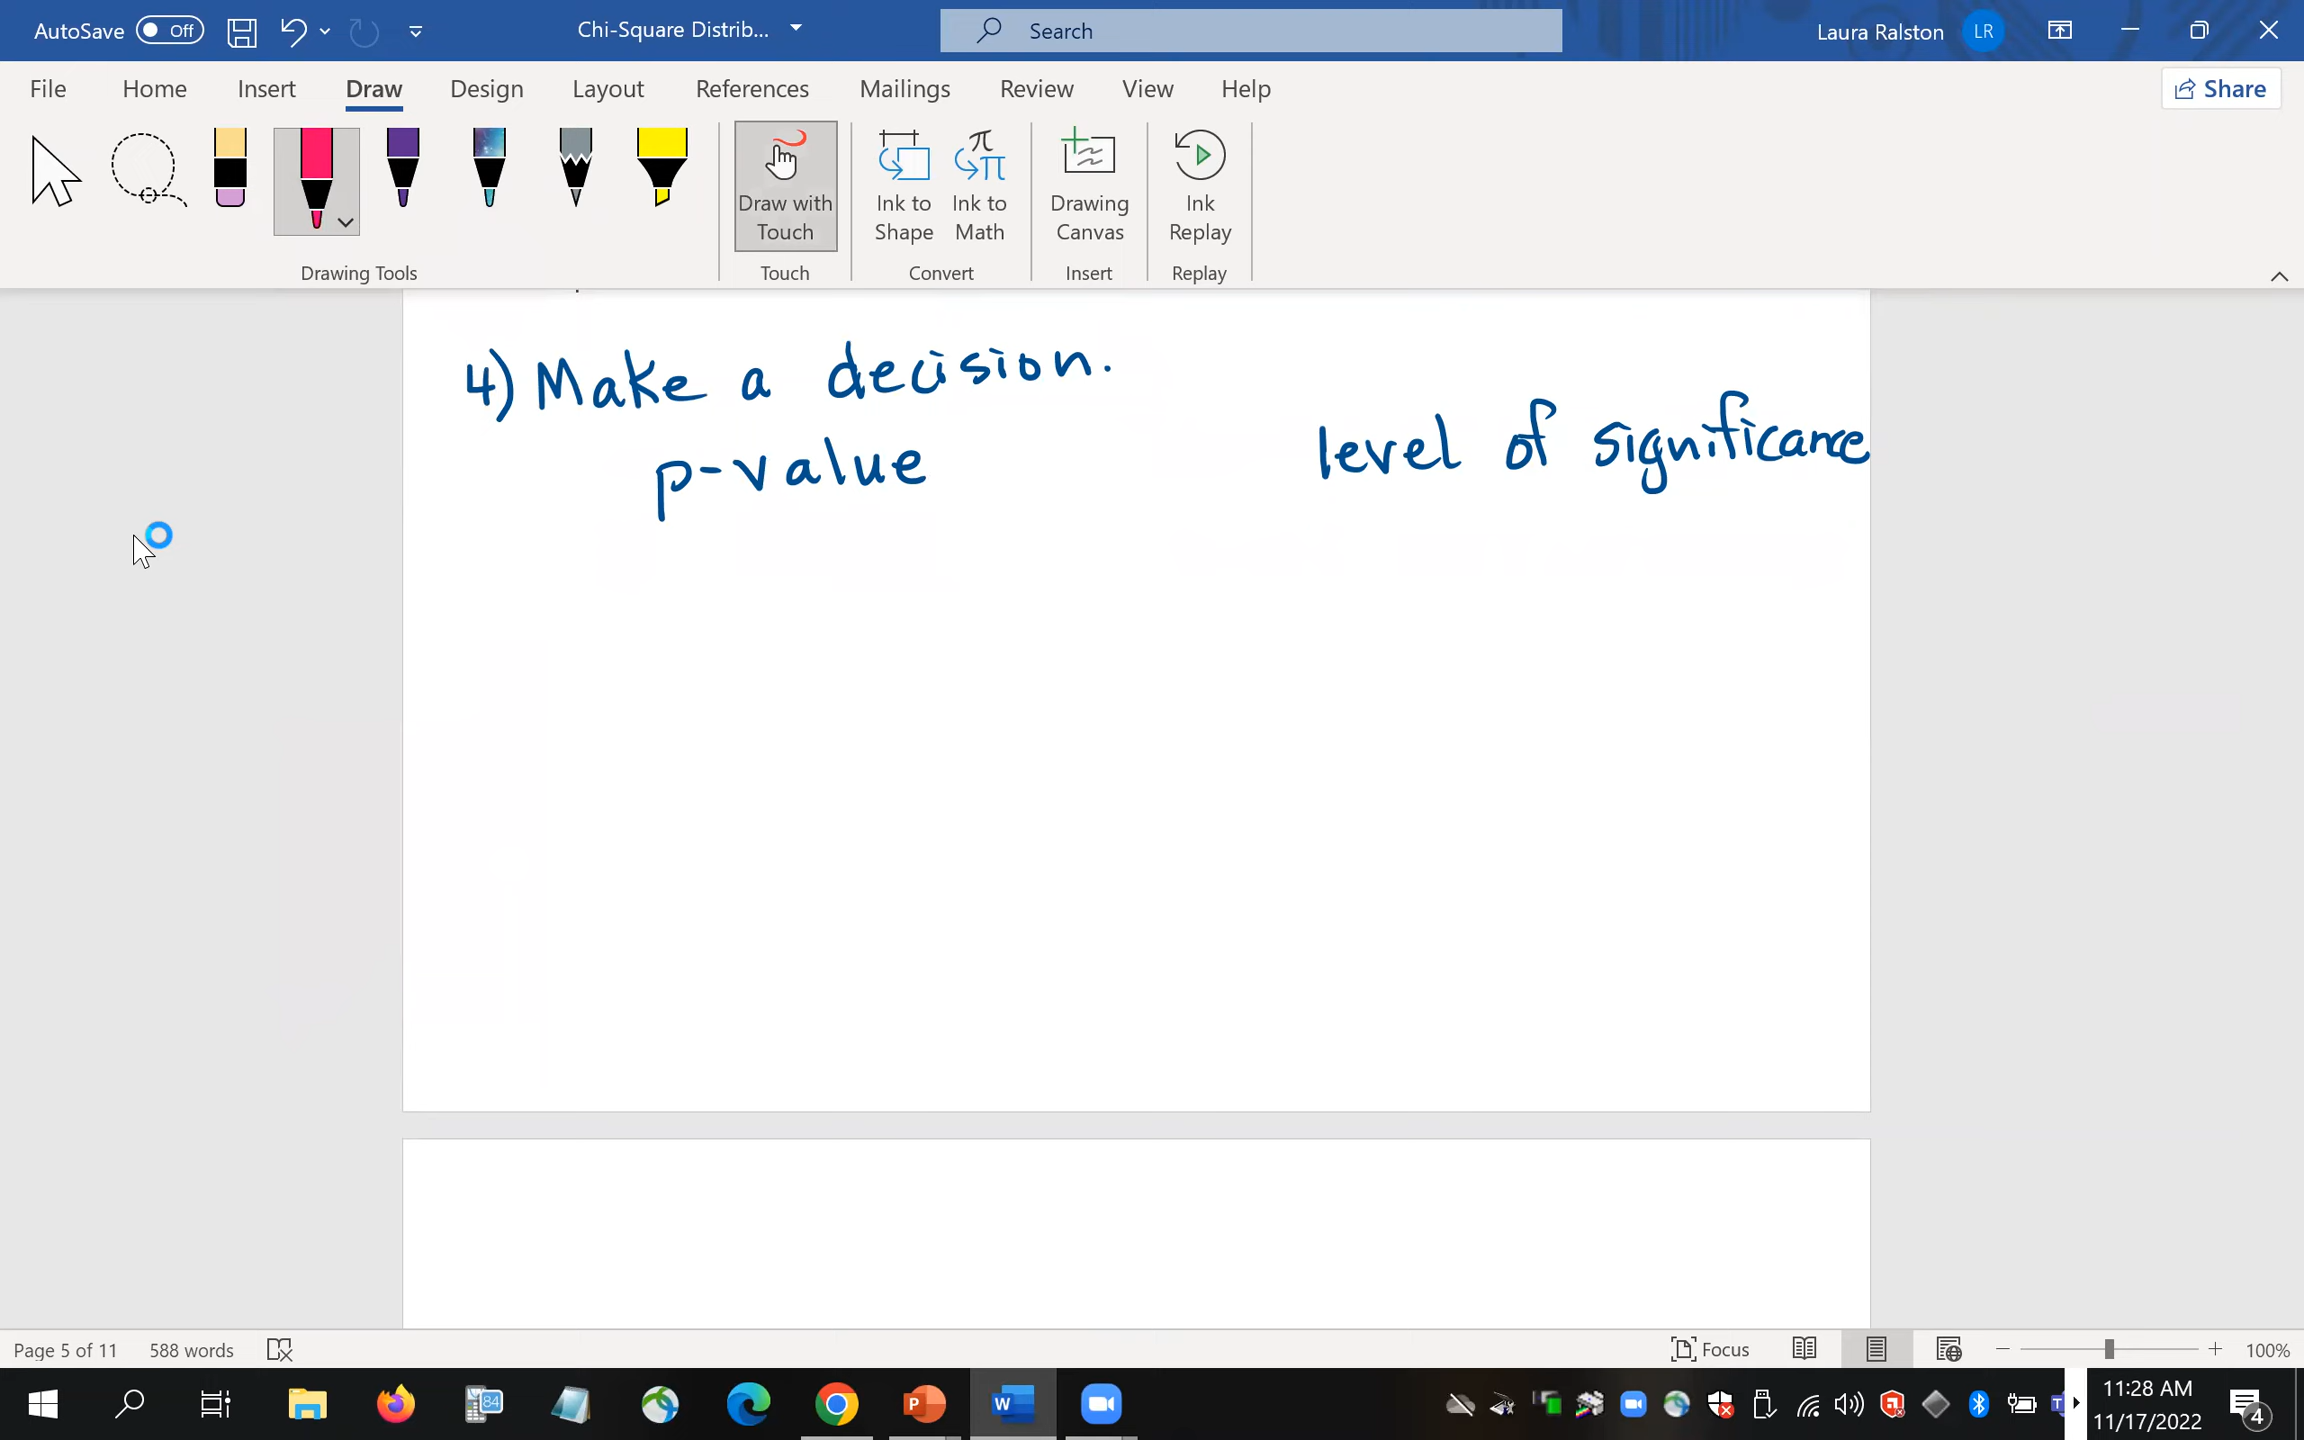 AutoSave Off Chi-Square Distrib... Search Laura Ralston LR
File Home Insert Draw Design Layout References Mailings Review View Help Share
Draw with Touch
Ink to Shape
Ink to Math
Drawing Canvas
Ink Replay
Drawing Tools Touch Convert Insert Replay
4) Make a decision.
level of significance
p-value
Page 5 of 11 588 words Focus 100%
84
11:28 AM
11/17/2022
4